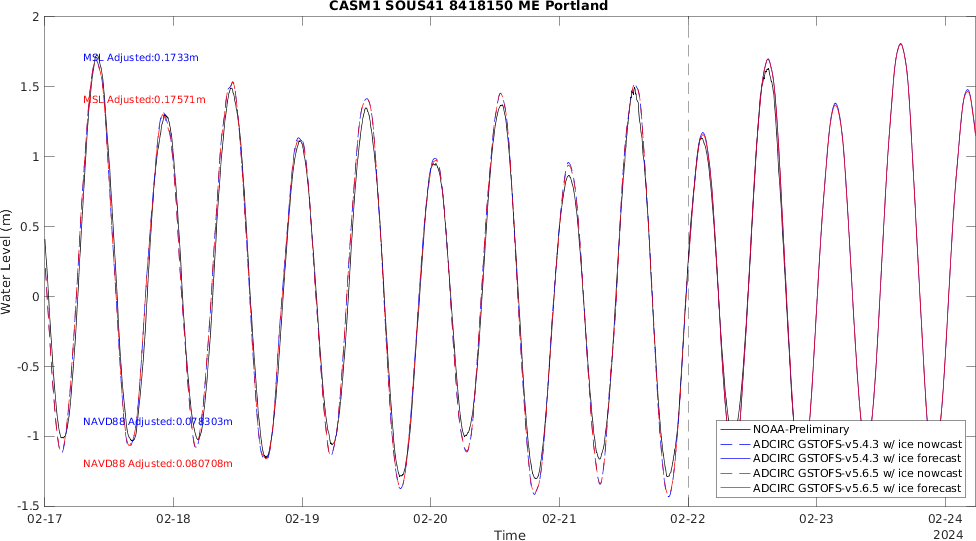 CASM1 SOUS41 8418150 ME Portland
2
1.5
1
0.5
0
-0.5
-1
-1.5
Water Level (m)
MSL Adjusted:0.1733m
MSL Adjusted:0.17571m
NAVD88 Adjusted:0.078303m
NAVD88 Adjusted:0.080708m
NOAA-Preliminary
ADCIRC GSTOFS-v5.4.3 w/ ice nowcast
ADCIRC GSTOFS-v5.4.3 w/ ice forecast
ADCIRC GSTOFS-v5.6.5 w/ ice nowcast
ADCIRC GSTOFS-v5.6.5 w/ ice forecast
02-17 02-18 02-19 02-20 02-21 02-22 02-23 02-24
Time
2024